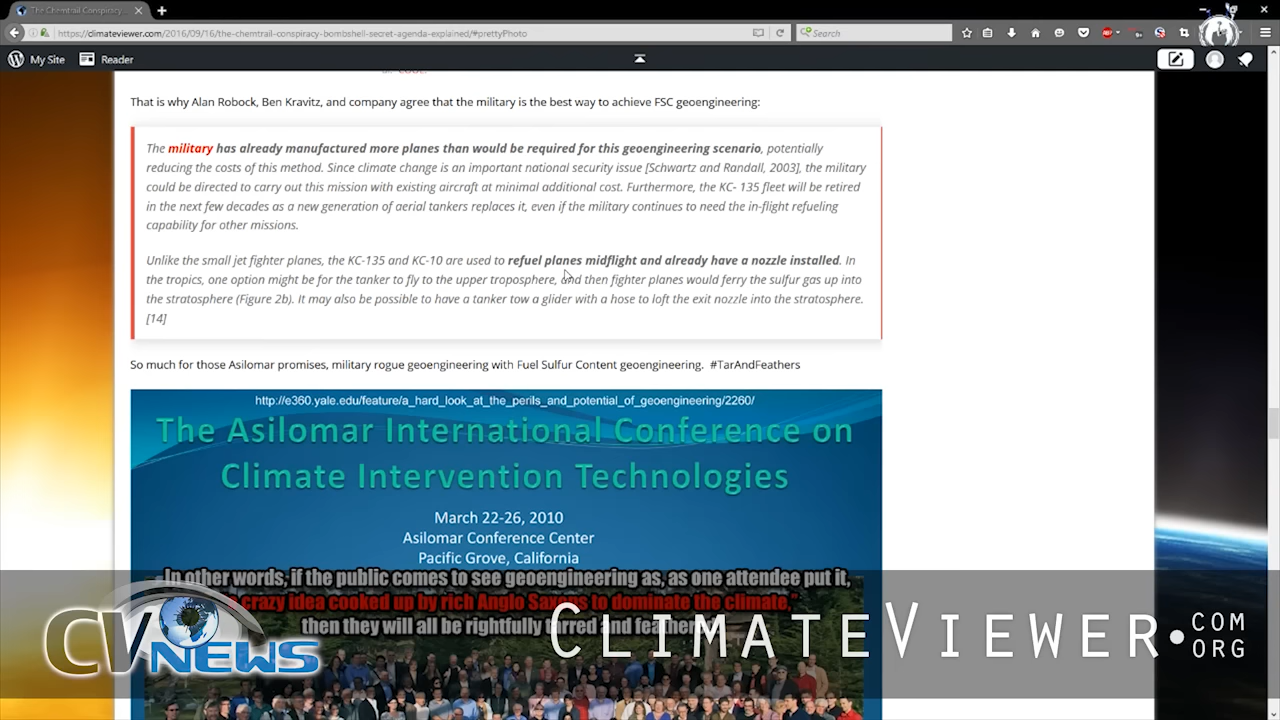 The Chemtrail Conspiracy...
https://climateviewer.com/2016/09/16/the-chemtrail-conspiracy-bombshell-secret-agenda-explained/#prettyPhoto
Search
My Site
Reader
That is why Alan Robock, Ben Kravitz, and company agree that the military is the best way to achieve FSC geoengineering:
The military has already manufactured more planes than would be required for this geoengineering scenario, potentially
reducing the costs of this method. Since climate change is an important national security issue [Schwartz and Randall, 2003], the military
could be directed to carry out this mission with existing aircraft at minimal additional cost. Furthermore, the KC- 135 fleet will be retired
in the next few decades as a new generation of aerial tankers replaces it, even if the military continues to need the in-flight refueling
capability for other missions.
Unlike the small jet fighter planes, the KC-135 and KC-10 are used to refuel planes midflight and already have a nozzle installed. In
the tropics, one option might be for the tanker to fly to the upper troposphere, and then fighter planes would ferry the sulfur gas up into
the stratosphere (Figure 2b). It may also be possible to have a tanker tow a glider with a hose to loft the exit nozzle into the stratosphere.
[14]
So much for those Asilomar promises, military rogue geoengineering with Fuel Sulfur Content geoengineering. #TarAndFeathers
http://e360.yale.edu/feature/a_hard_look_at_the_perils_and_potential_of_geoengineering/2260/
The Asilomar International Conference on
Climate Intervention Technologies
March 22-26, 2010
Asilomar Conference Center
Pacific Grove, California
In other words, if the public comes to see geoengineering as, as one attendee put it,
crazy idea cooked up by rich Anglo Saxons to dominate the climate,"
then they will all be rightfully tarred and
CV NEWS
CLIMATEVIEWER.COM
ORG